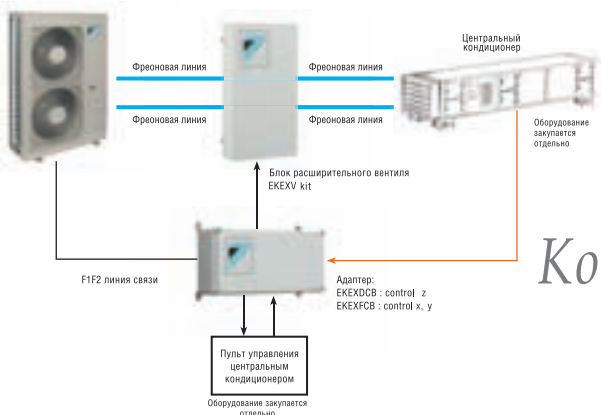 Центральный
кондиционер
Фреоновая линия
Фреоновая линия
Фреоновая линия
Фреоновая линия
Оборудование
закупается
отдельно
Блок расширительного вентиля
EKEXV kit
F1F2 линия связи
Адаптер:
EKEXDCB : control z
EKEXFCB : control x, y
Ko
Пульт управления
центральным
кондиционером
Оборудование закупается
отдельно